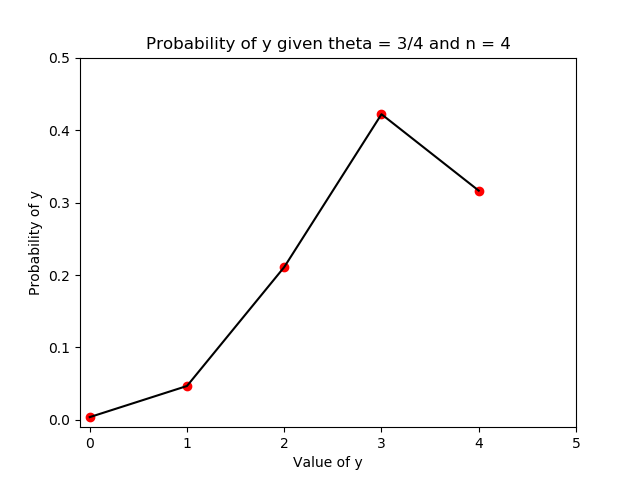 Probability of y given theta = 3/4 and n = 4
0.5
0.4
0.3
0.2
0.1
0.0
Probability of y
0 1 2 3 4 5
Value of y